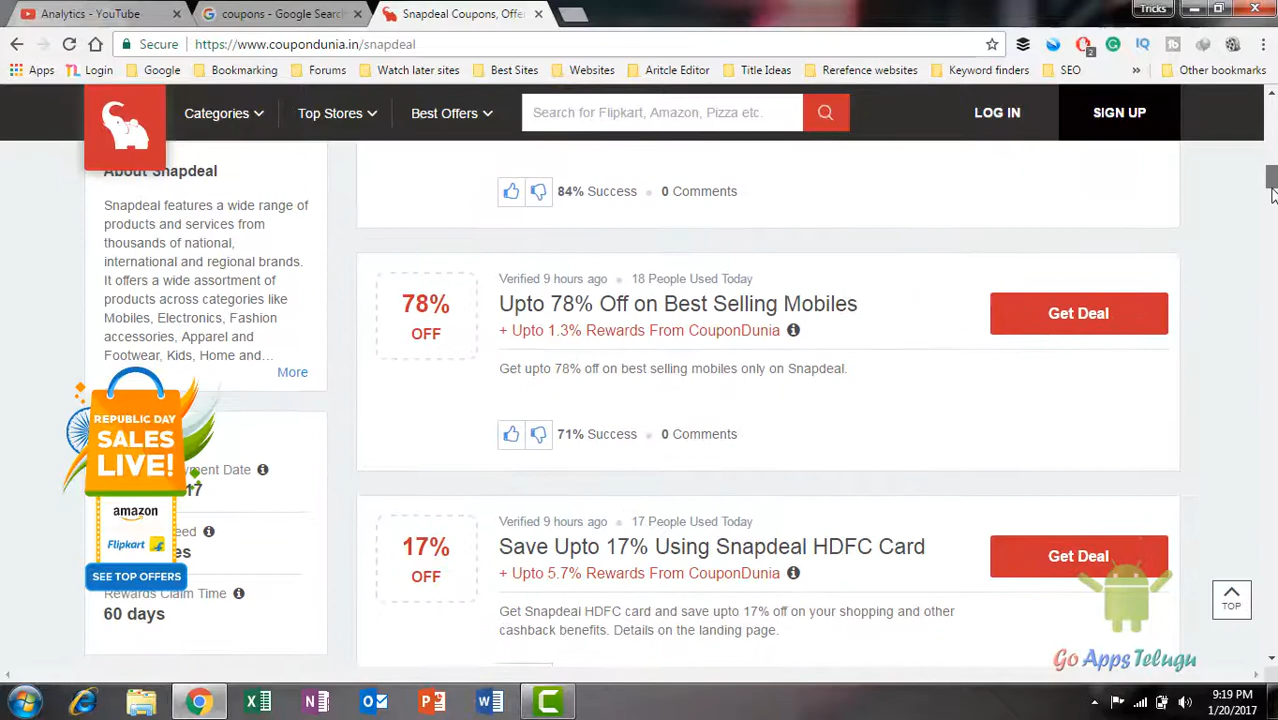 Analytics - YouTube
coupons - Google Search
Snapdeal Coupons, Offe
Tricks
Secure
https://www.coupondunia.in/snapdeal
2
Apps
Login
Google
Bookmarking
Forums
Watch later sites
Best Sites
Websites
Aritcle Editor
Title Ideas
Rerefence websites
Keyword finders
SEO
»
Other bookmarks
Categories
Top Stores
Best Offers
Search for Flipkart, Amazon, Pizza etc.
LOG IN
SIGN UP
About Snapdeal
Snapdeal features a wide range of
products and services from
thousands of national,
international and regional brands.
It offers a wide assortment of
products across categories like
Mobiles, Electronics, Fashion
accessories, Apparel and
Footwear, Kids, Home and...
More
REPUBLIC DAY
SALES
LIVE!
amazon
Flipkart
SEE TOP OFFERS
yment Date
17
eed
es
Rewards Claim Time
60 days
84% Success
0 Comments
78%
OFF
Verified 9 hours ago
18 People Used Today
Upto 78% Off on Best Selling Mobiles
+ Upto 1.3% Rewards From CouponDunia
Get Deal
Get upto 78% off on best selling mobiles only on Snapdeal.
71% Success
0 Comments
17%
OFF
Verified 9 hours ago
17 People Used Today
Save Upto 17% Using Snapdeal HDFC Card
+ Upto 5.7% Rewards From CouponDunia
Get Deal
Get Snapdeal HDFC card and save upto 17% off on your shopping and other
cashback benefits. Details on the landing page.
TOP
Go AppsTelugu
9:19 PM
1/20/2017